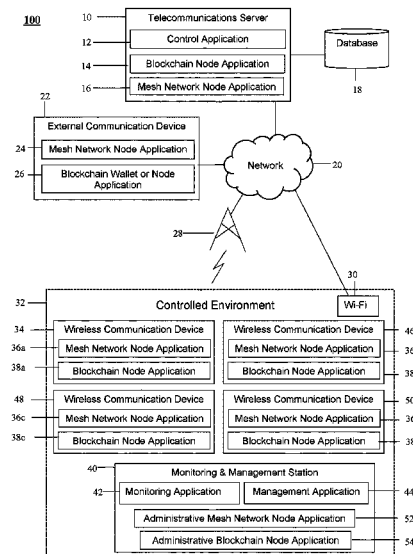 100
10
Telecommunications Server
12
Control Application
14
Blockchain Node Application
16
Mesh Network Node Application
Database
18
22
External Communication Device
24
Mesh Network Node Application
26
Blockchain Wallet or Node
Application
Network
20
28
30
Wi-Fi
32
Controlled Environment
34
Wireless Communication Device
36a
Mesh Network Node Application
38a
Blockchain Node Application
Wireless Communication Device
46
Mesh Network Node Application
36
Blockchain Node Application
38
48
Wireless Communication Device
36c
Mesh Network Node Application
38c
Blockchain Node Application
Wireless Communication Device
50
Mesh Network Node Application
36
Blockchain Node Application
38
40
Monitoring & Management Station
42
Monitoring Application
Management Application
44
Administrative Mesh Network Node Application
52
Administrative Blockchain Node Application
54